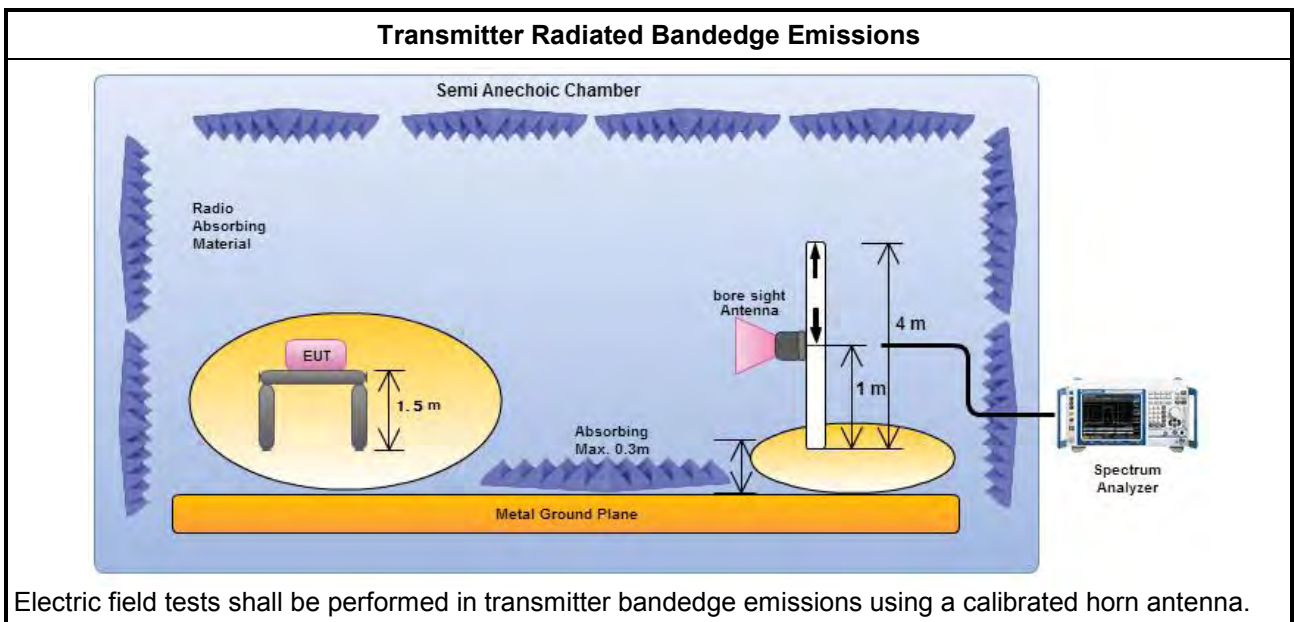 Transmitter Radiated Bandedge Emissions
Semi Anechoic Chamber
Radio
Absorbing
Material
bore sight
Antenna
4 m
EUT
1 m
1.5 m
Absorbing
Max. 0.3m
Spectrum
Analyzer
Metal Ground Plane
Electric field tests shall be performed in transmitter bandedge emissions using a calibrated horn antenna.